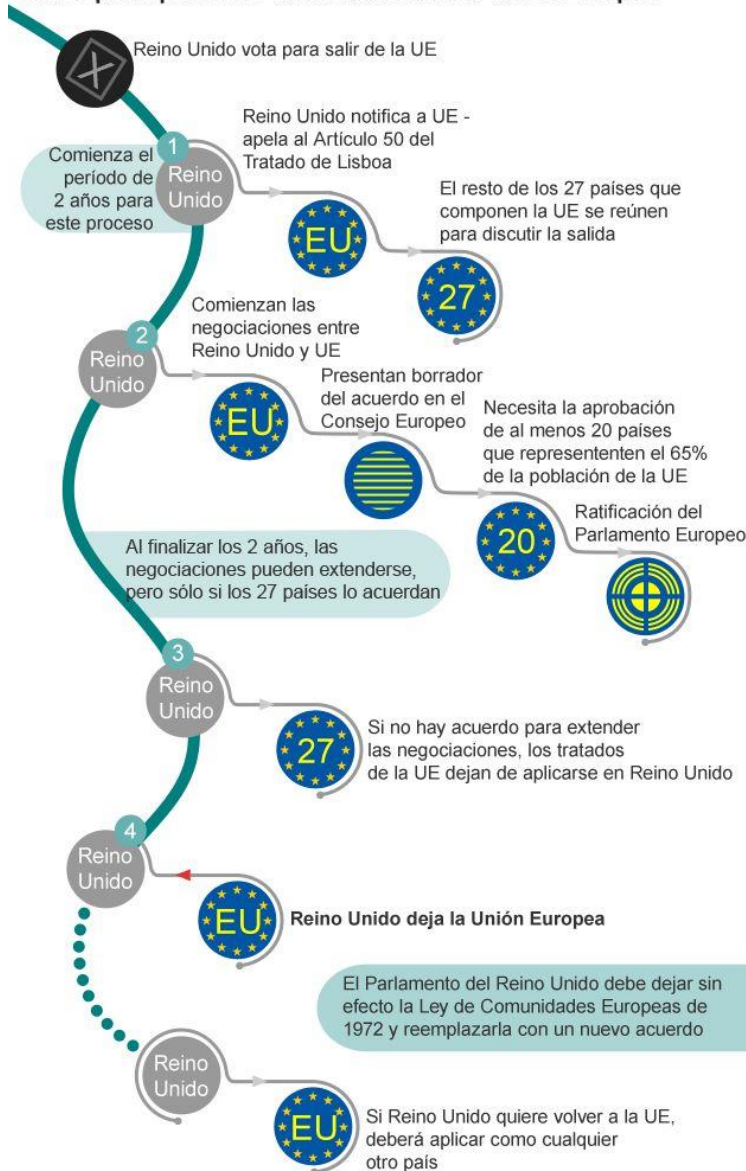 Reino Unido vota para salir de la UE
1
Reino
Unido
Comienza el
período de
2 años para
este proceso
Reino Unido notifica a UE -
apela al Artículo 50 del
Tratado de Lisboa
EU
El resto de los 27 países que
componen la UE se reúnen
para discutir la salida
27
2
Reino
Unido
Comienzan las
negociaciones entre
Reino Unido y UE
EU
Presentan borrador
del acuerdo en el
Consejo Europeo
Necesita la aprobación
de al menos 20 países
que represententen el 65%
de la población de la UE
20
Ratificación del
Parlamento Europeo
Al finalizar los 2 años, las
negociaciones pueden extenderse,
pero sólo si los 27 países lo acuerdan
3
Reino
Unido
27
Si no hay acuerdo para extender
las negociaciones, los tratados
de la UE dejan de aplicarse en Reino Unido
4
Reino
Unido
EU
Reino Unido deja la Unión Europea
El Parlamento del Reino Unido debe dejar sin
efecto la Ley de Comunidades Europeas de
1972 y reemplazarla con un nuevo acuerdo
Reino
Unido
EU
Si Reino Unido quiere volver a la UE,
deberá aplicar como cualquier
otro país